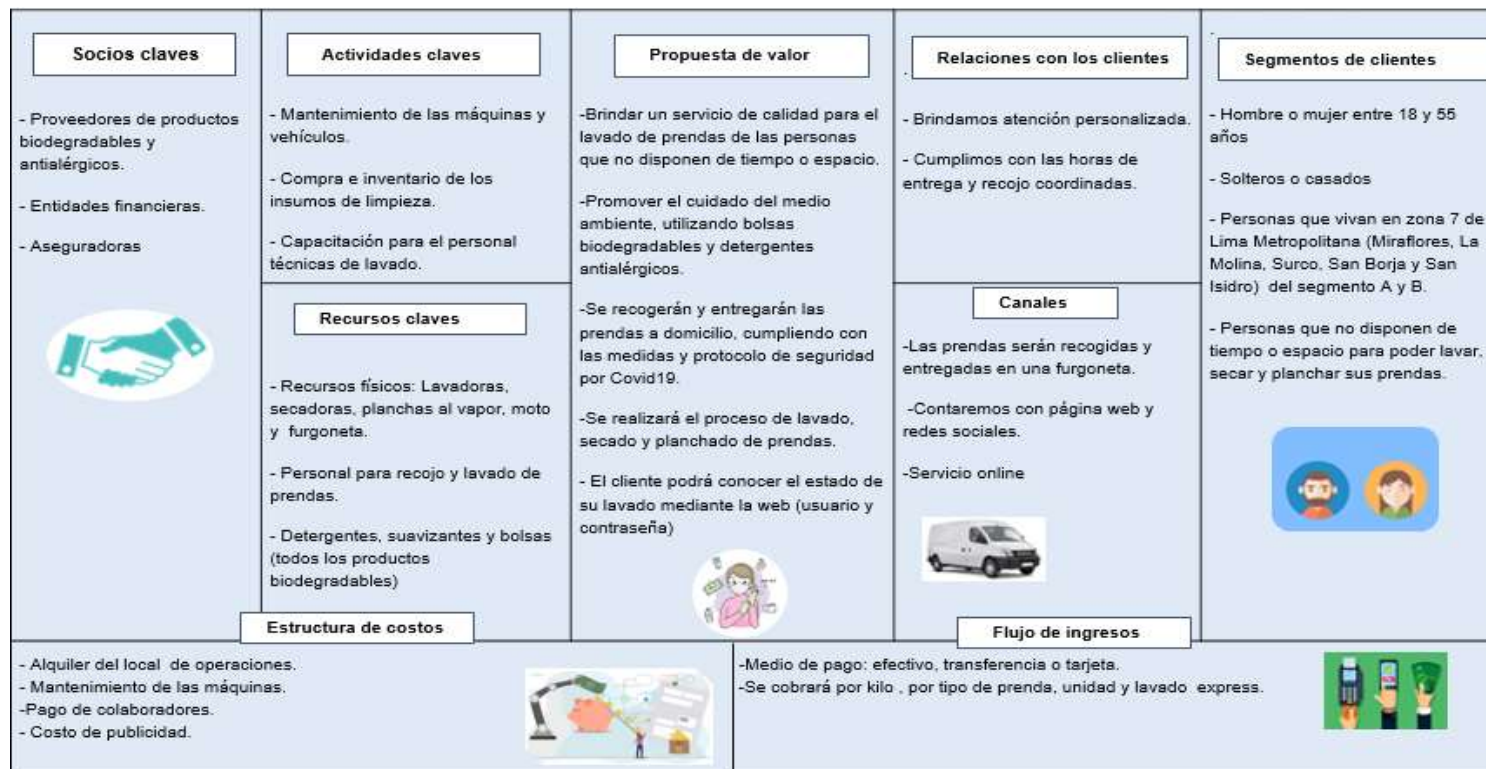 Socios claves
- Proveedores de productos
biodegradables y
antialérgicos.
- Entidades financieras.
- Aseguradoras
Actividades claves
- Mantenimiento de las máquinas y
vehículos.
- Compra e inventario de los
insumos de limpieza.
- Capacitación para el personal
técnicas de lavado.
Recursos claves
- Recursos físicos: Lavadoras,
secadoras, planchas al vapor, moto
y furgoneta.
- Personal para recojo y lavado de
prendas.
- Detergentes, suavizantes y bolsas
(todos los productos
biodegradables)
Propuesta de valor
-Brindar un servicio de calidad para el
lavado de prendas de las personas
que no disponen de tiempo o espacio.
-Promover el cuidado del medio
ambiente, utilizando bolsas
biodegradables y detergentes
antialérgicos.
-Se recogerán y entregarán las
prendas a domicilio, cumpliendo con
las medidas y protocolo de seguridad
por Covid19.
-Se realizará el proceso de lavado,
secado y planchado de prendas.
- El cliente podrá conocer el estado de
su lavado mediante la web (usuario y
contraseña)
Relaciones con los clientes
- Brindamos atención personalizada.
- Cumplimos con las horas de
entrega y recojo coordinadas.
Canales
-Las prendas serán recogidas y
entregadas en una furgoneta.
-Contaremos con página web y
redes sociales.
-Servicio online
Segmentos de clientes
- Hombre o mujer entre 18 y 55
años
- Solteros o casados
- Personas que vivan en zona 7 de
Lima Metropolitana (Miraflores, La
Molina, Surco, San Borja y San
Isidro) del segmento A y B.
- Personas que no disponen de
tiempo o espacio para poder lavar,
secar y planchar sus prendas.
Estructura de costos
- Alquiler del local de operaciones.
- Mantenimiento de las máquinas.
-Pago de colaboradores.
- Costo de publicidad.
Flujo de ingresos
-Medio de pago: efectivo, transferencia o tarjeta.
-Se cobrará por kilo , por tipo de prenda, unidad y lavado express.